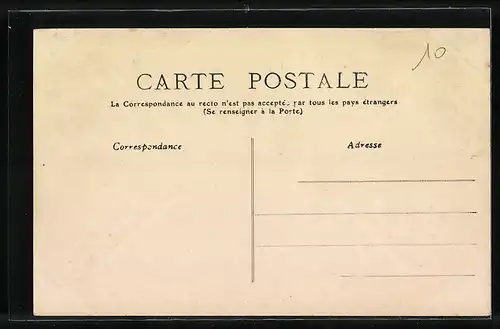 10
CARTE POSTALE
La Correspondance au recto n'est pas acceptée par tous les pays étrangers
(Se renseigner à la Poste)
Correspondance
Adresse